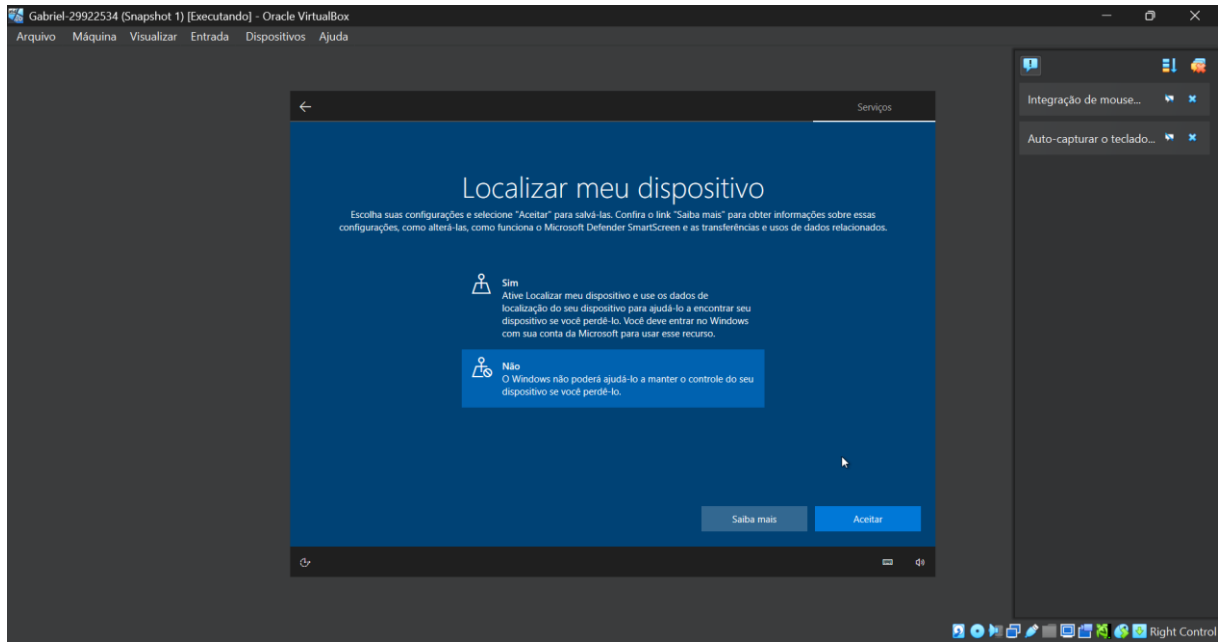 Gabriel-29922534 (Snapshot 1) [Executando] - Oracle VirtualBox
Arquivo Máquina Visualizar Entrada Dispositivos Ajuda
Integração de mouse...
Auto-capturar o teclado...
Serviços
Localizar meu dispositivo
Escolha suas configurações e selecione "Aceitar" para salvá-las. Confira o link "Saiba mais" para obter informações sobre essas
configurações, como alterá-las, como funciona o Microsoft Defender SmartScreen e as transferências e usos de dados relacionados.
Sim
Ative Localizar meu dispositivo e use os dados de
localização do seu dispositivo para ajudá-lo a encontrar seu
dispositivo se você perdê-lo. Você deve entrar no Windows
com sua conta da Microsoft para usar esse recurso.
Não
O Windows não poderá ajudá-lo a manter o controle do seu
dispositivo se você perdê-lo.
Saiba mais
Aceitar
Right Control